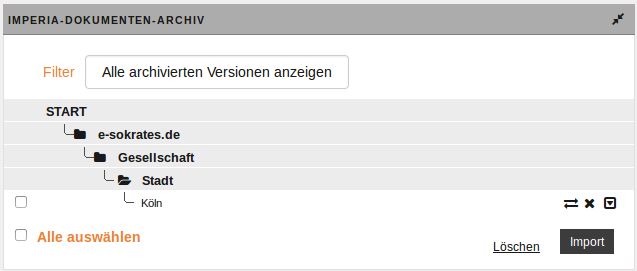 IMPERIA-DOKUMENTEN-ARCHIV
Filter Alle archivierten Versionen anzeigen
START
e-sokrates.de
Gesellschaft
Stadt
Köln
Alle auswählen Löschen Import